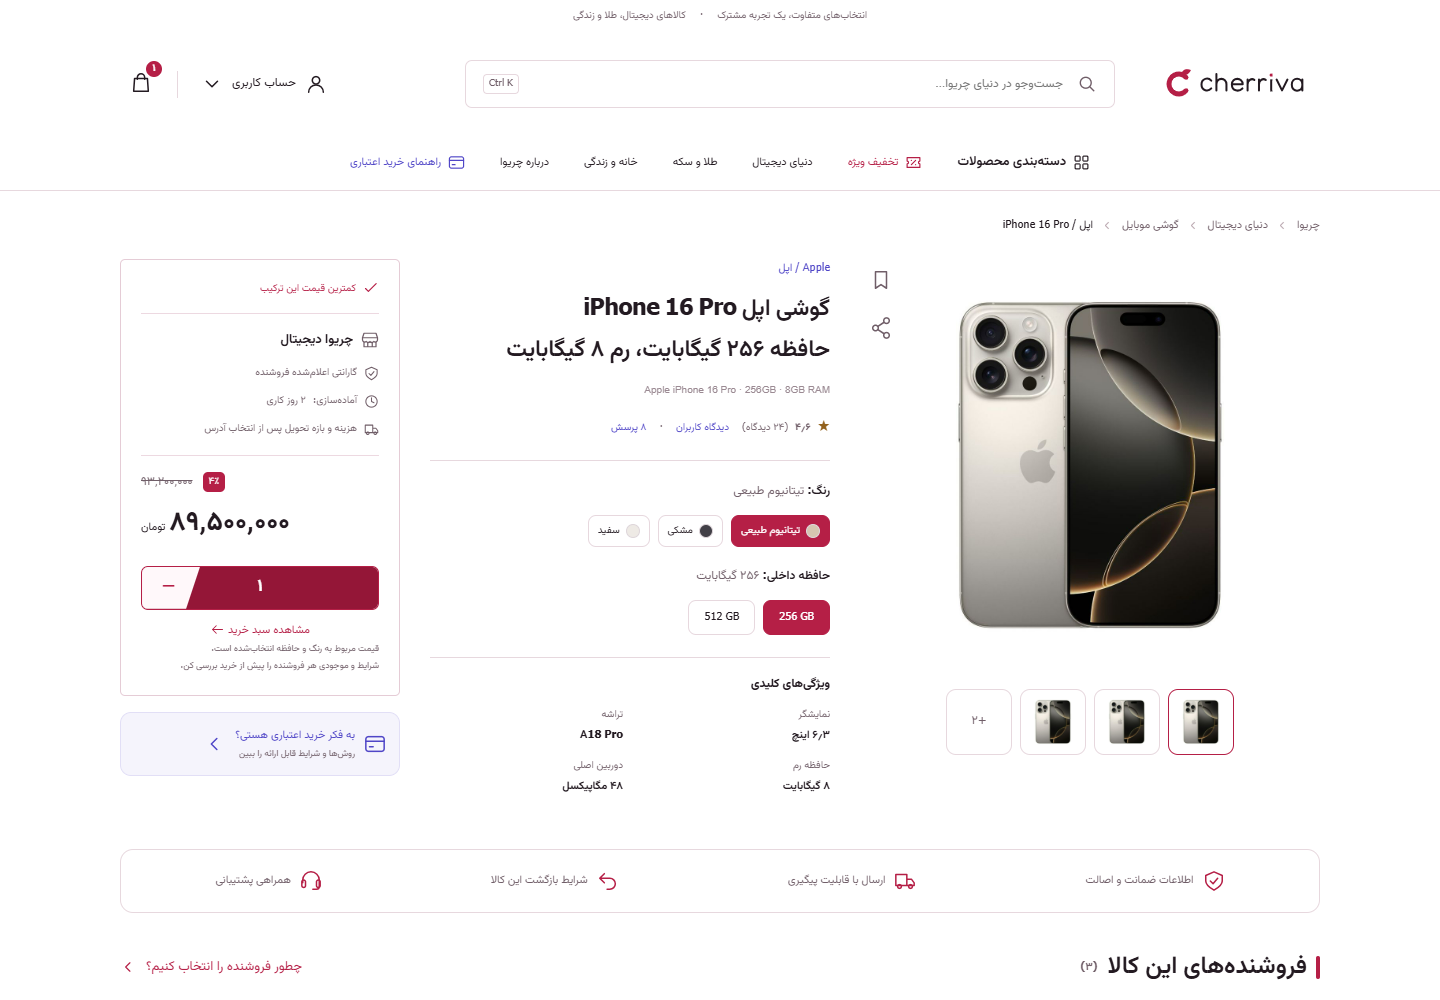 انتخاب‌های متفاوت، یک تجربه مشترک · کالاهای دیجیتال، طلا و زندگی
cherriva
جست‌وجو در دنیای چریوا...
Ctrl K
حساب کاربری
۱
دسته‌بندی محصولات
تخفیف ویژه
دنیای دیجیتال
طلا و سکه
خانه و زندگی
درباره چریوا
راهنمای خرید اعتباری
چریوا
دنیای دیجیتال
گوشی موبایل
اپل / iPhone 16 Pro
+۲
Apple / اپل
گوشی اپل iPhone 16 Pro
حافظه ۲۵۶ گیگابایت، رم ۸ گیگابایت
Apple iPhone 16 Pro · 256GB · 8GB RAM
۴٫۶ (۲۴ دیدگاه) دیدگاه کاربران · ۸ پرسش
رنگ: تیتانیوم طبیعی
تیتانیوم طبیعی
مشکی
سفید
حافظه داخلی: ۲۵۶ گیگابایت
256 GB
512 GB
ویژگی‌های کلیدی
نمایشگر
۶٫۳ اینچ
تراشه
A18 Pro
حافظه رم
۸ گیگابایت
دوربین اصلی
۴۸ مگاپیکسل
کمترین قیمت این ترکیب
چریوا دیجیتال
گارانتی اعلام‌شده فروشنده
آماده‌سازی: ۲ روز کاری
هزینه و بازه تحویل پس از انتخاب آدرس
۴٪
۹۳,۲۰۰,۰۰۰
۸۹,۵۰۰,۰۰۰ تومان
۱
−
مشاهده سبد خرید
قیمت مربوط به رنگ و حافظه انتخاب‌شده است.
شرایط و موجودی هر فروشنده را پیش از خرید بررسی کن.
به فکر خرید اعتباری هستی؟
روش‌ها و شرایط قابل ارائه را ببین
اطلاعات ضمانت و اصالت
ارسال با قابلیت پیگیری
شرایط بازگشت این کالا
همراهی پشتیبانی
فروشنده‌های این کالا (۳)
چطور فروشنده را انتخاب کنیم؟